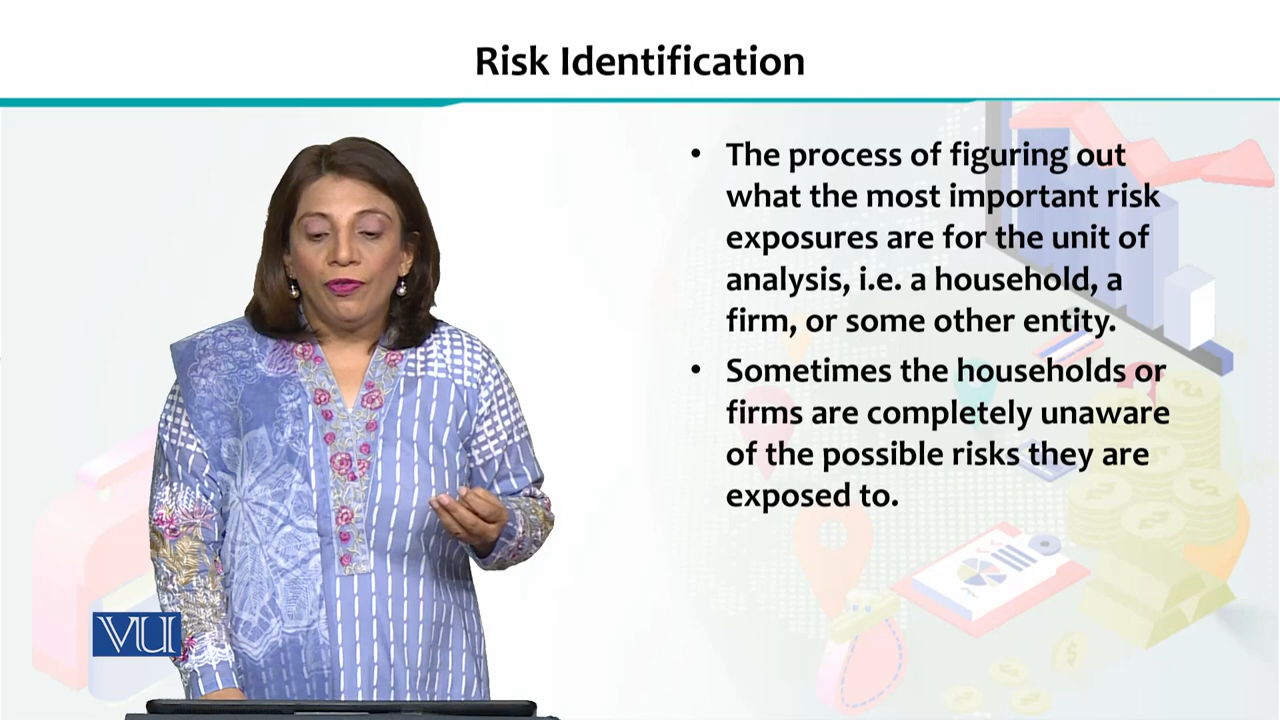 Risk Identification
• The process of figuring out
what the most important risk
exposures are for the unit of
analysis, i.e. a household, a
firm, or some other entity.
• Sometimes the households or
firms are completely unaware
of the possible risks they are
exposed to.
VU